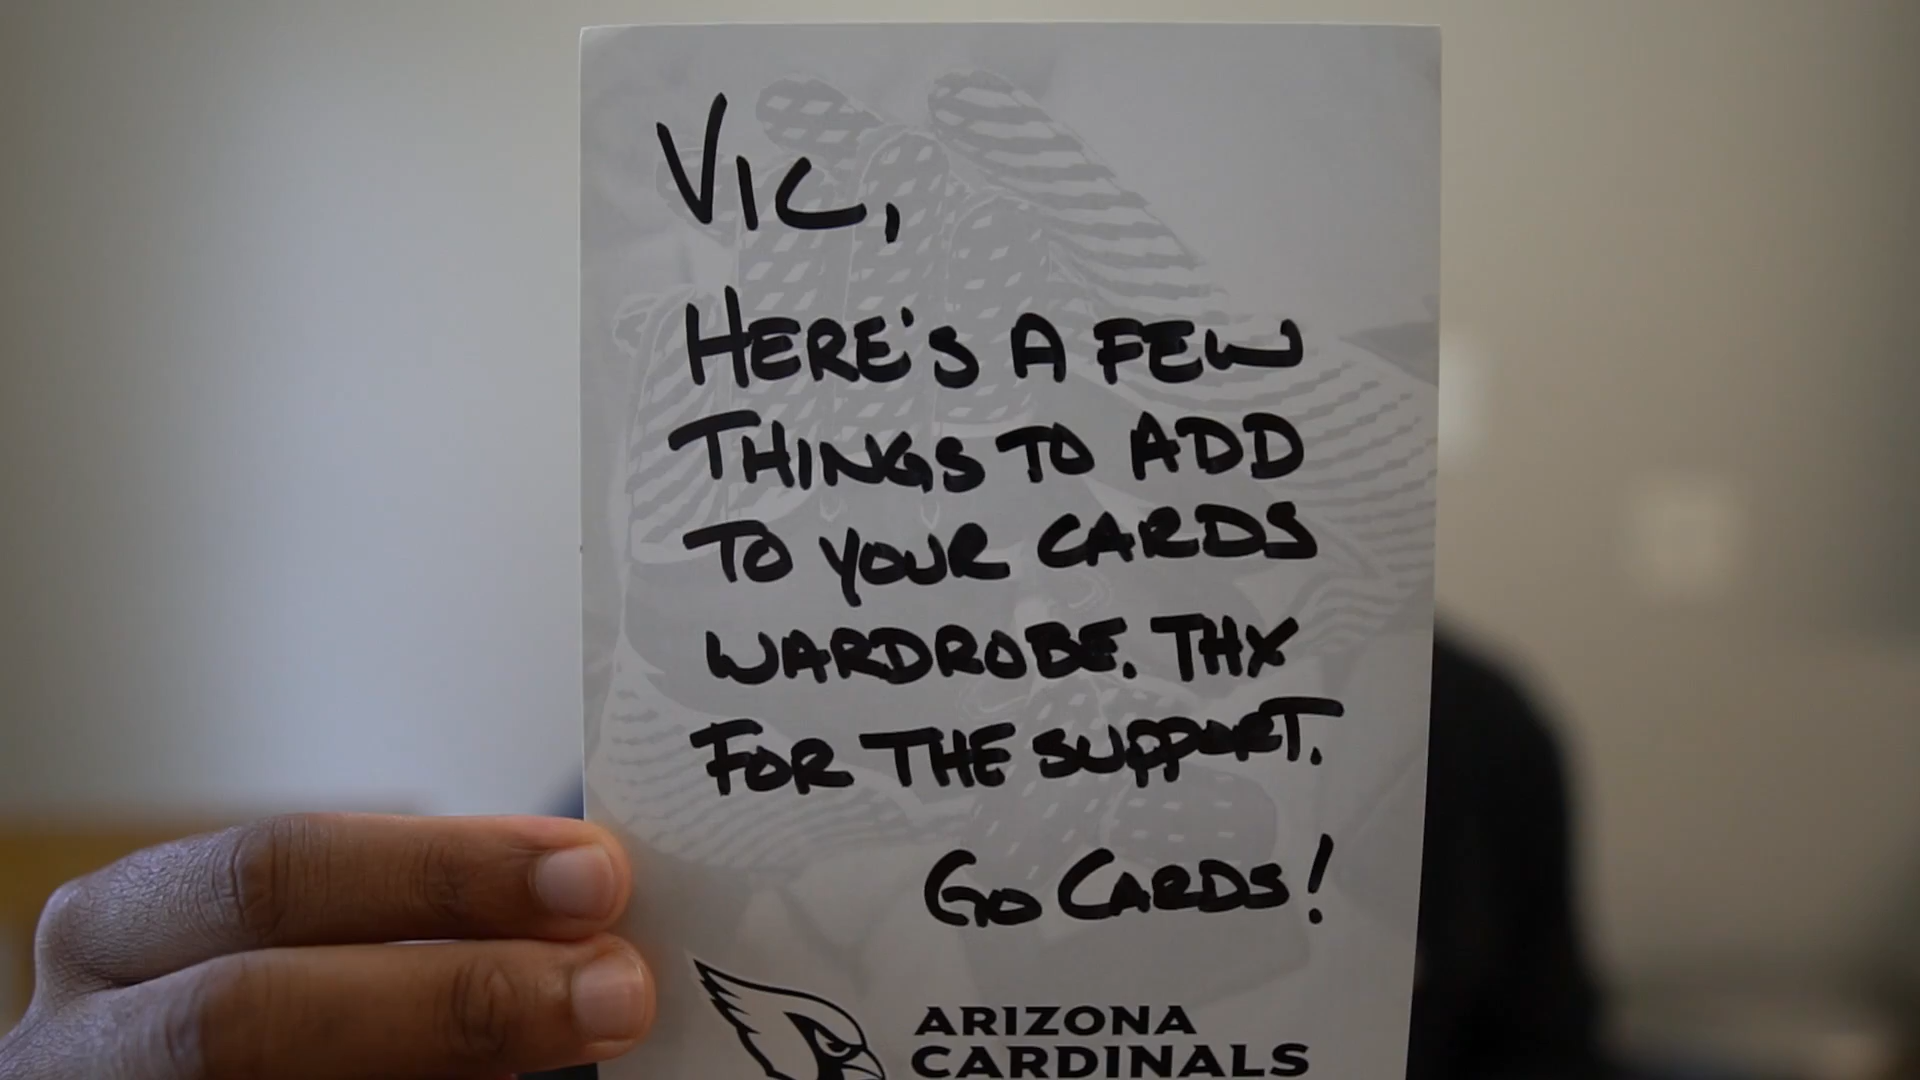 VIC,
HERE'S A FEW
THINGS TO ADD
TO YOUR CARDS
WARDROBE. THX
FOR THE SUPPORT.
GO CARDS!
ARIZONA
CARDINALS